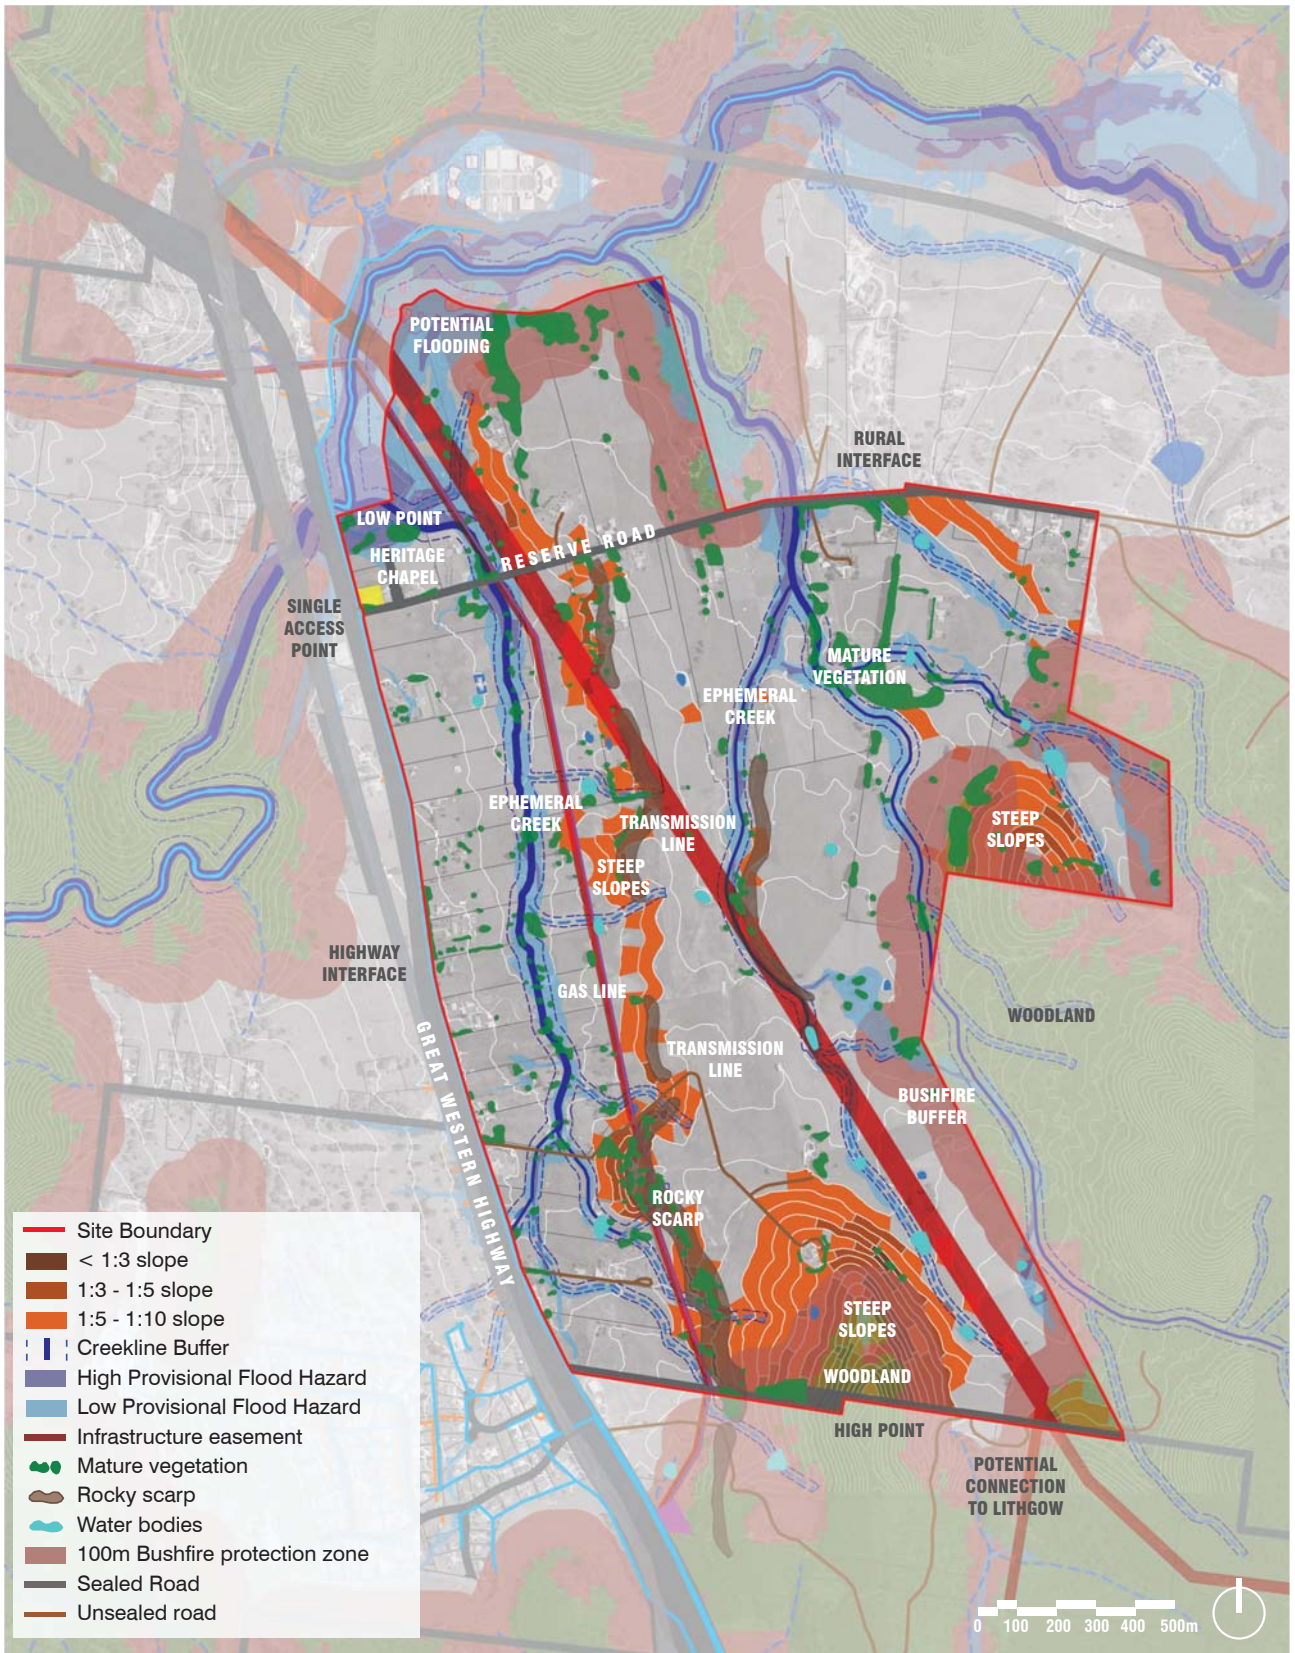 POTENTIAL
FLOODING
RURAL
INTERFACE
LOW POINT
HERITAGE
CHAPEL
RESERVE ROAD
SINGLE
ACCESS
POINT
MATURE
VEGETATION
EPHEMERAL
CREEK
EPHEMERAL
CREEK
TRANSMISSION
LINE
STEEP
SLOPES
STEEP
SLOPES
HIGHWAY
INTERFACE
GAS LINE
WOODLAND
GREAT WESTERN HIGHWAY
TRANSMISSION
LINE
BUSHFIRE
BUFFER
ROCKY
SCARP
STEEP
SLOPES
WOODLAND
HIGH POINT
POTENTIAL
CONNECTION
TO LITHGOW
Site Boundary
< 1:3 slope
1:3 - 1:5 slope
1:5 - 1:10 slope
Creekline Buffer
High Provisional Flood Hazard
Low Provisional Flood Hazard
Infrastructure easement
Mature vegetation
Rocky scarp
Water bodies
100m Bushfire protection zone
Sealed Road
Unsealed road
0 100 200 300 400 500m